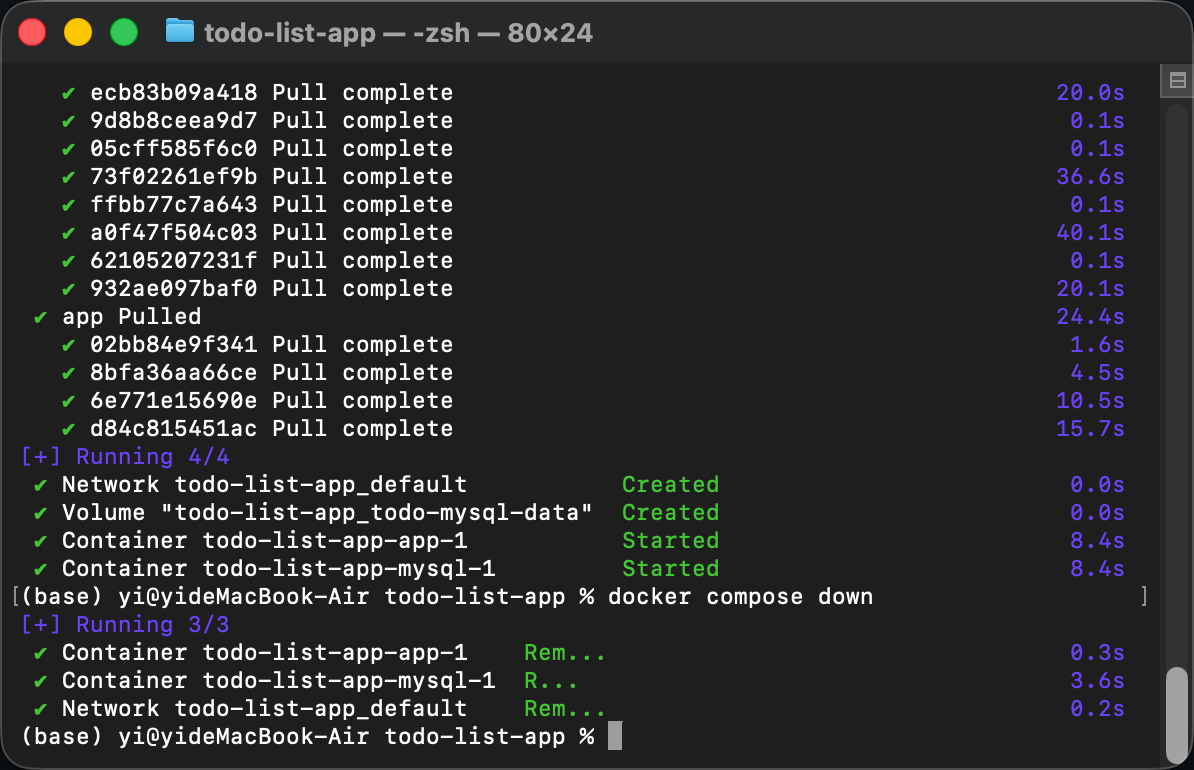 todo-list-app — -zsh — 80×24
✔ ecb83b09a418 Pull complete 20.0s
✔ 9d8b8ceea9d7 Pull complete 0.1s
✔ 05cff585f6c0 Pull complete 0.1s
✔ 73f02261ef9b Pull complete 36.6s
✔ ffbb77c7a643 Pull complete 0.1s
✔ a0f47f504c03 Pull complete 40.1s
✔ 62105207231f Pull complete 0.1s
✔ 932ae097baf0 Pull complete 20.1s
✔ app Pulled 24.4s
✔ 02bb84e9f341 Pull complete 1.6s
✔ 8bfa36aa66ce Pull complete 4.5s
✔ 6e771e15690e Pull complete 10.5s
✔ d84c815451ac Pull complete 15.7s
[+] Running 4/4
✔ Network todo-list-app_default Created 0.0s
✔ Volume "todo-list-app_todo-mysql-data" Created 0.0s
✔ Container todo-list-app-app-1 Started 8.4s
✔ Container todo-list-app-mysql-1 Started 8.4s
[(base) yi@yideMacBook-Air todo-list-app % docker compose down ]
[+] Running 3/3
✔ Container todo-list-app-app-1 Rem... 0.3s
✔ Container todo-list-app-mysql-1 R... 3.6s
✔ Network todo-list-app_default Rem... 0.2s
(base) yi@yideMacBook-Air todo-list-app %